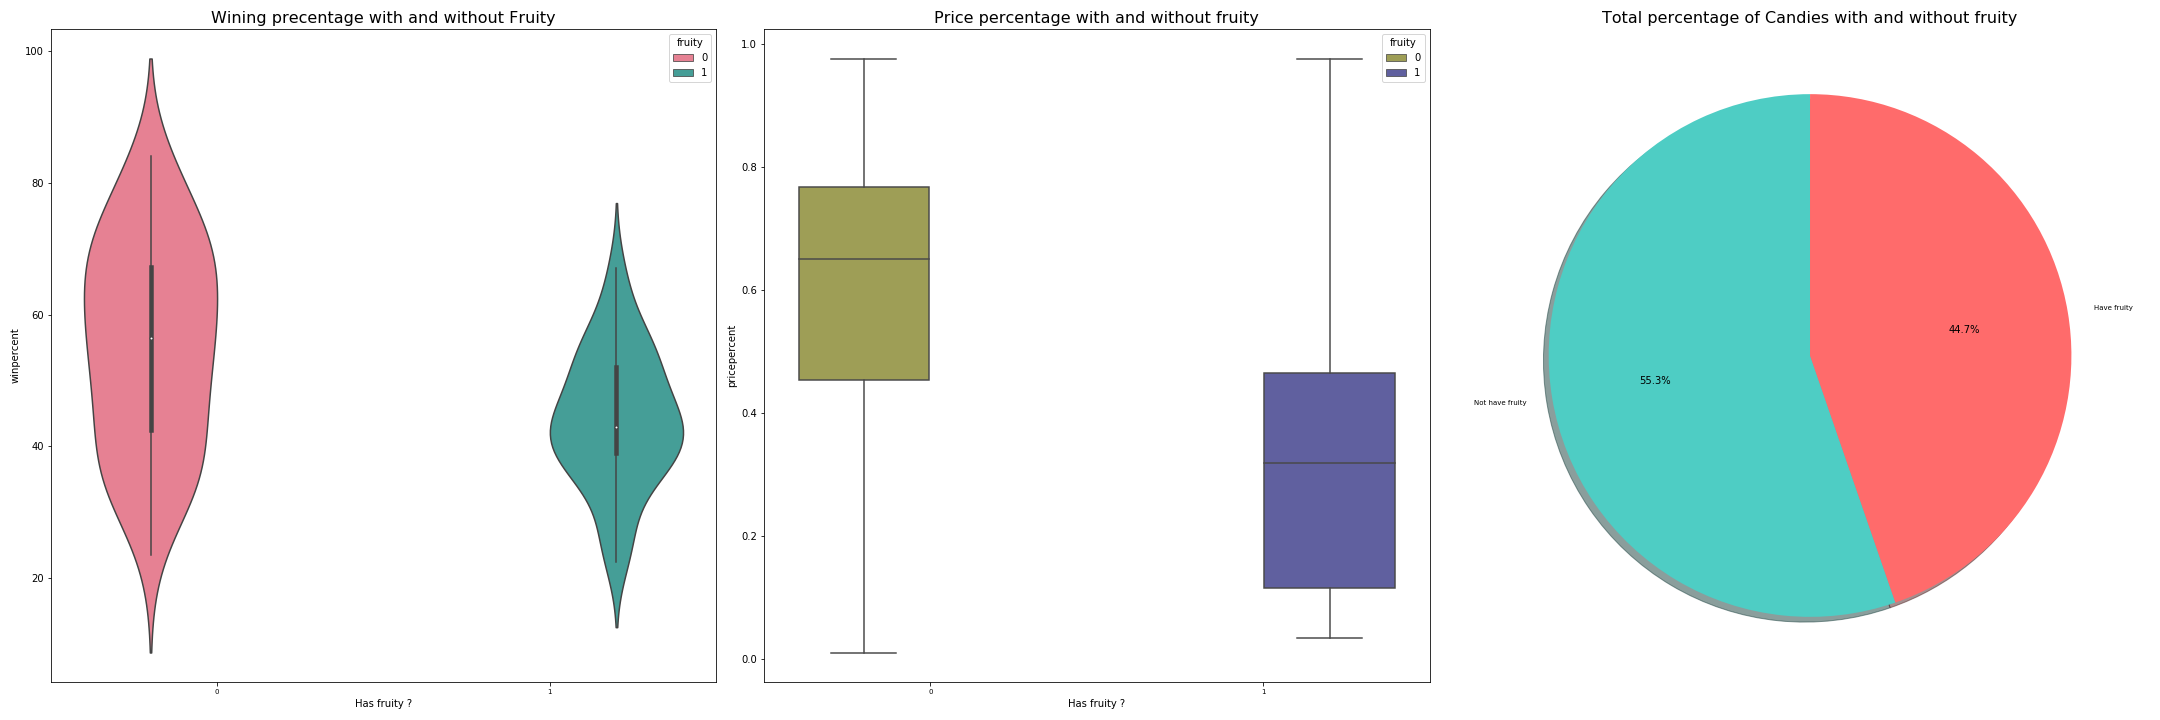 Wining precentage with and without Fruity
fruity
0
1
100
80
60
40
20
winpercent
0
1
Has fruity ?
Price percentage with and without fruity
fruity
0
1
1.0
0.8
0.6
0.4
0.2
0.0
pricepercent
0
1
Has fruity ?
Total percentage of Candies with and without fruity
Have fruity
44.7%
55.3%
Not have fruity